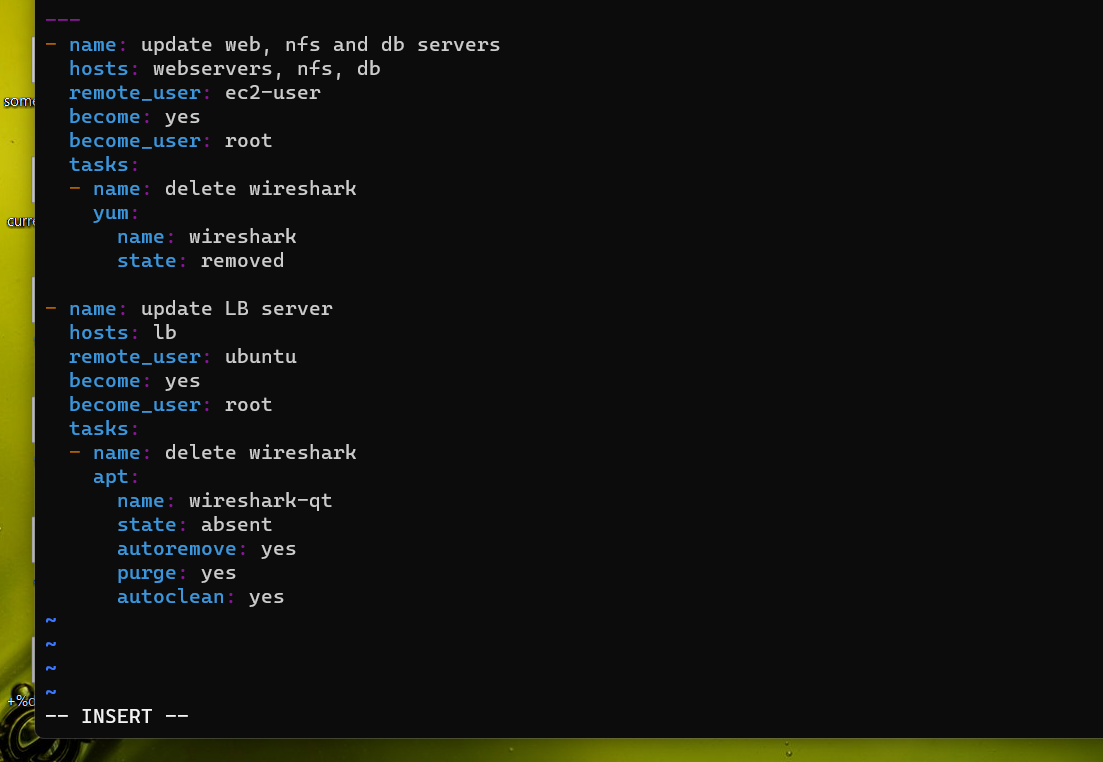 ---
- name: update web, nfs and db servers
  hosts: webservers, nfs, db
  remote_user: ec2-user
  become: yes
  become_user: root
  tasks:
  - name: delete wireshark
    yum:
      name: wireshark
      state: removed

- name: update LB server
  hosts: lb
  remote_user: ubuntu
  become: yes
  become_user: root
  tasks:
  - name: delete wireshark
    apt:
      name: wireshark-qt
      state: absent
      autoremove: yes
      purge: yes
      autoclean: yes
~
~
~
~
-- INSERT --
some
curre